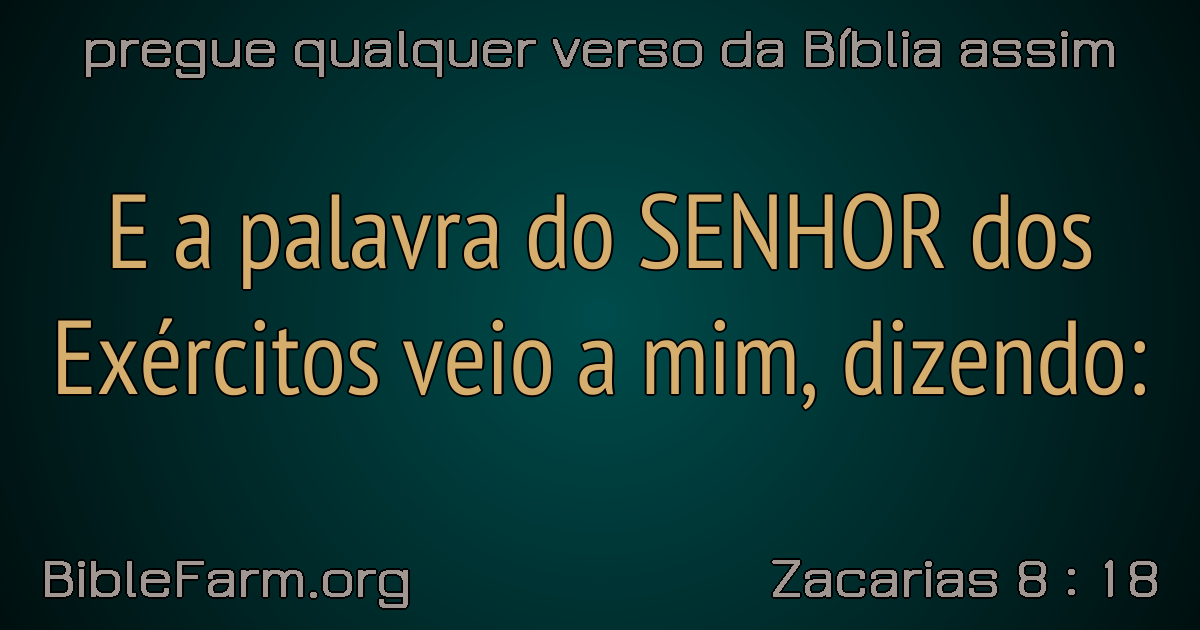 pregue qualquer verso da Bíblia assim
E a palavra do SENHOR dos
Exércitos veio a mim, dizendo:
BibleFarm.org
Zacarias 8 : 18